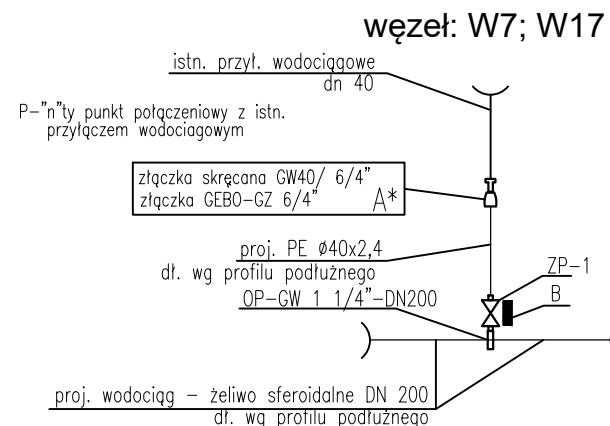 węzeł: W7; W17
istn. przył. wodociągowe
dn 40
P-"n"ty punkt połączeniowy z istn.
przyłączem wodociagowym
złączka skręcana GW40/ 6/4"
złączka GEBO-GZ 6/4" A*
proj. PE ø40x2,4
dł. wg profilu podłużnego
ZP-1
OP-GW 1 1/4"-DN200
B
proj. wodociąg - żeliwo sferoidalne DN 200
dł. wg profilu podłużnego